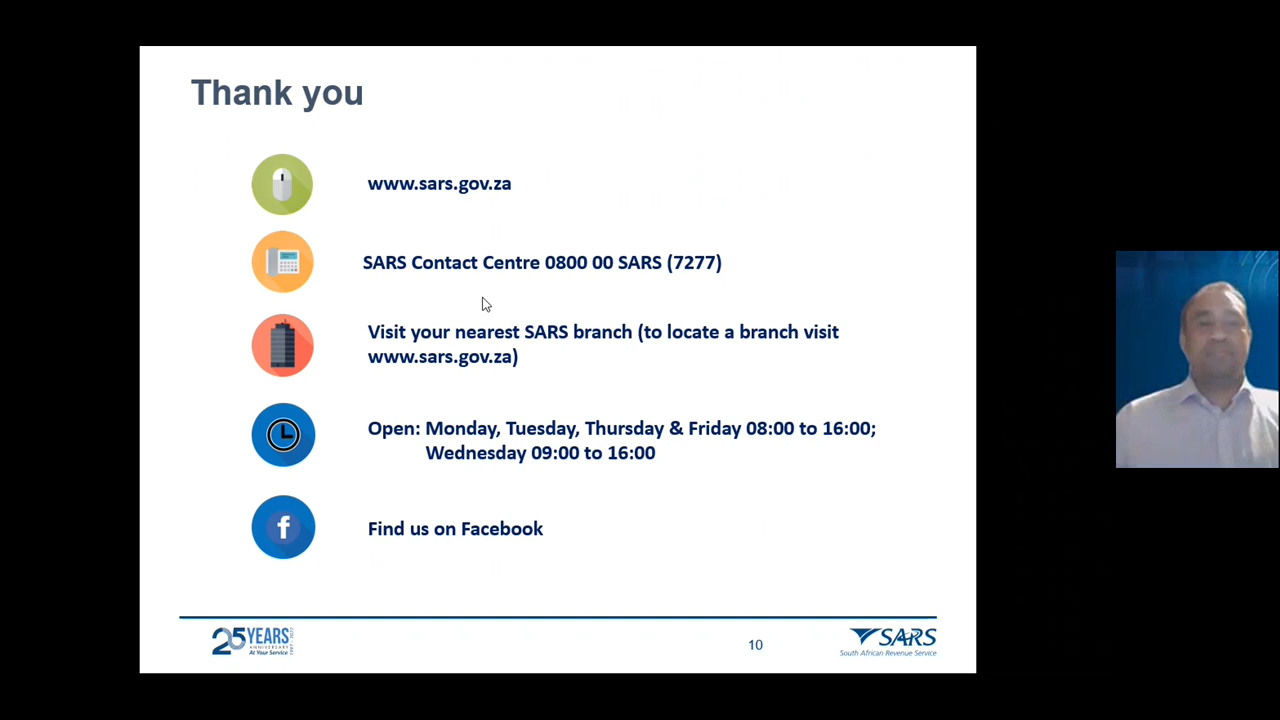 Thank you
www.sars.gov.za
SARS Contact Centre 0800 00 SARS (7277)
Visit your nearest SARS branch (to locate a branch visit
www.sars.gov.za)
Open: Monday, Tuesday, Thursday & Friday 08:00 to 16:00;
Wednesday 09:00 to 16:00
f
Find us on Facebook
25 YEARS
ANNIVERSARY
At Your Service
10
SARS
South African Revenue Service